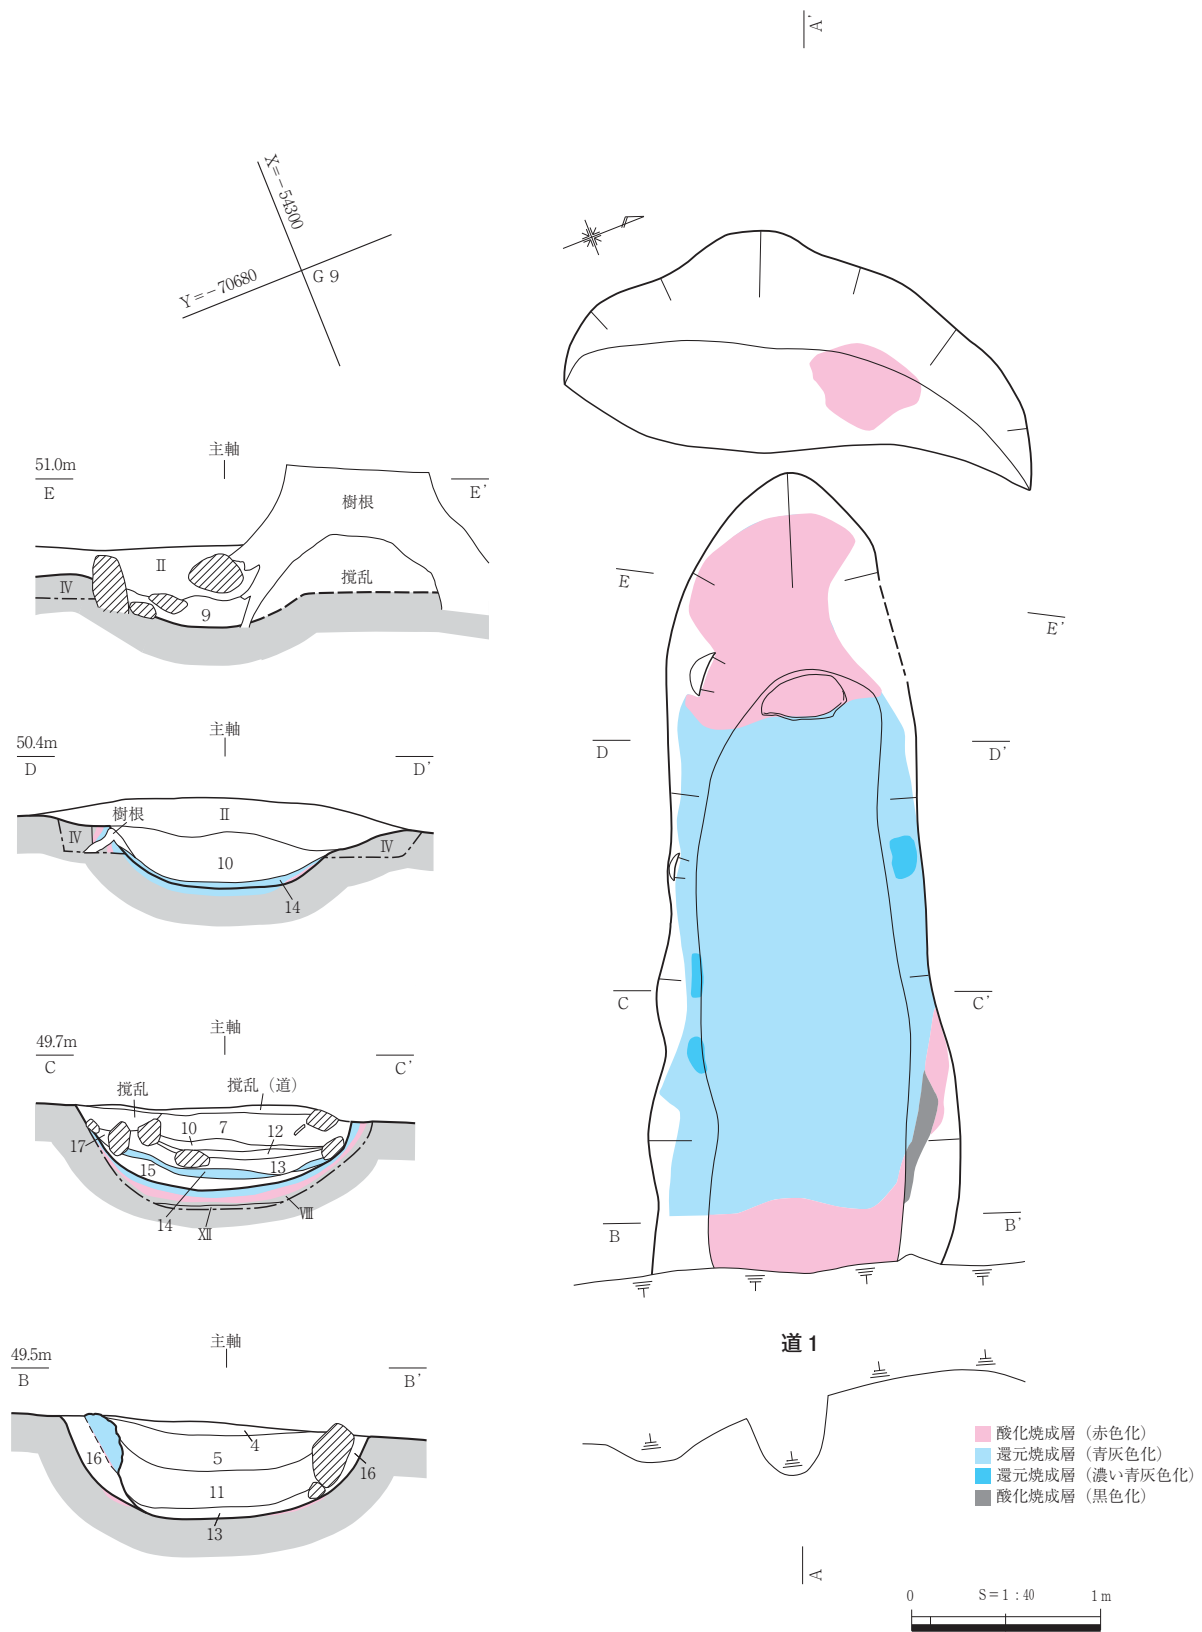 A'
X=−54300
Y=−70680
G 9
主軸
51.0m
E
E'
樹根
Ⅱ
Ⅳ
撹乱
9
E
E'
主軸
50.4m
D
D'
樹根
Ⅱ
Ⅳ
Ⅳ
10
14
D
D'
主軸
49.7m
C
C'
撹乱
撹乱（道）
10
7
12
17
15
13
14
Ⅷ
Ⅻ
C
C'
B
B'
主軸
49.5m
B
B'
4
16
5
16
11
13
道 1
酸化焼成層（赤色化）
還元焼成層（青灰色化）
還元焼成層（濃い青灰色化）
酸化焼成層（黒色化）
A
0
S＝1：40
1 m